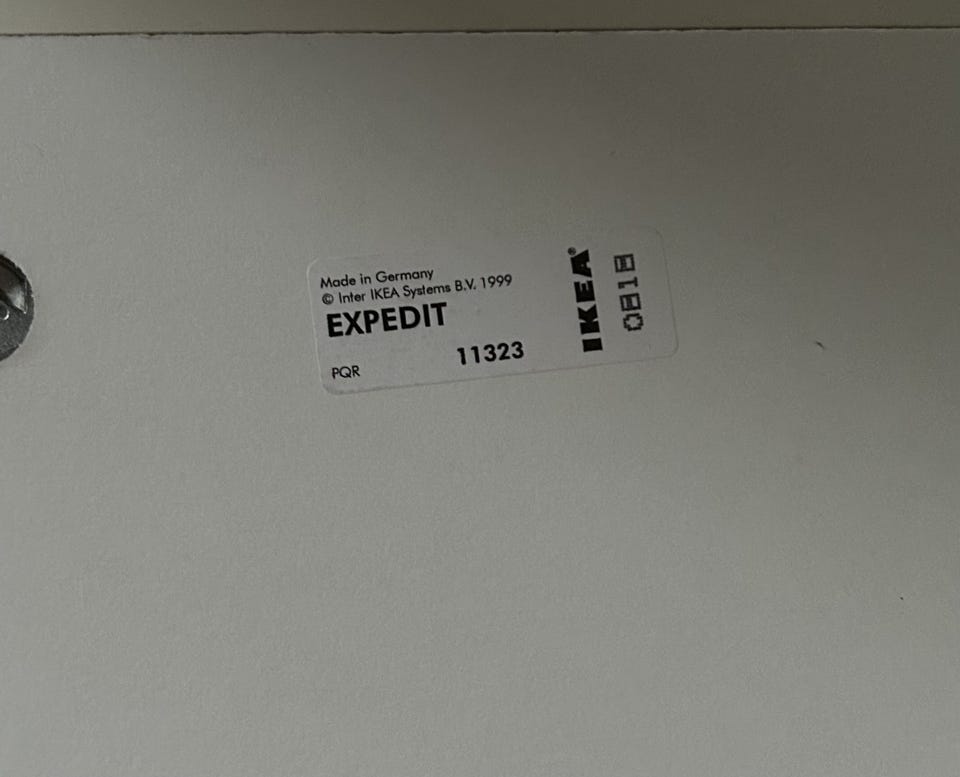 Made in Germany
© Inter IKEA Systems B.V. 1999
EXPEDIT
PQR
11323
IKEA®
0818